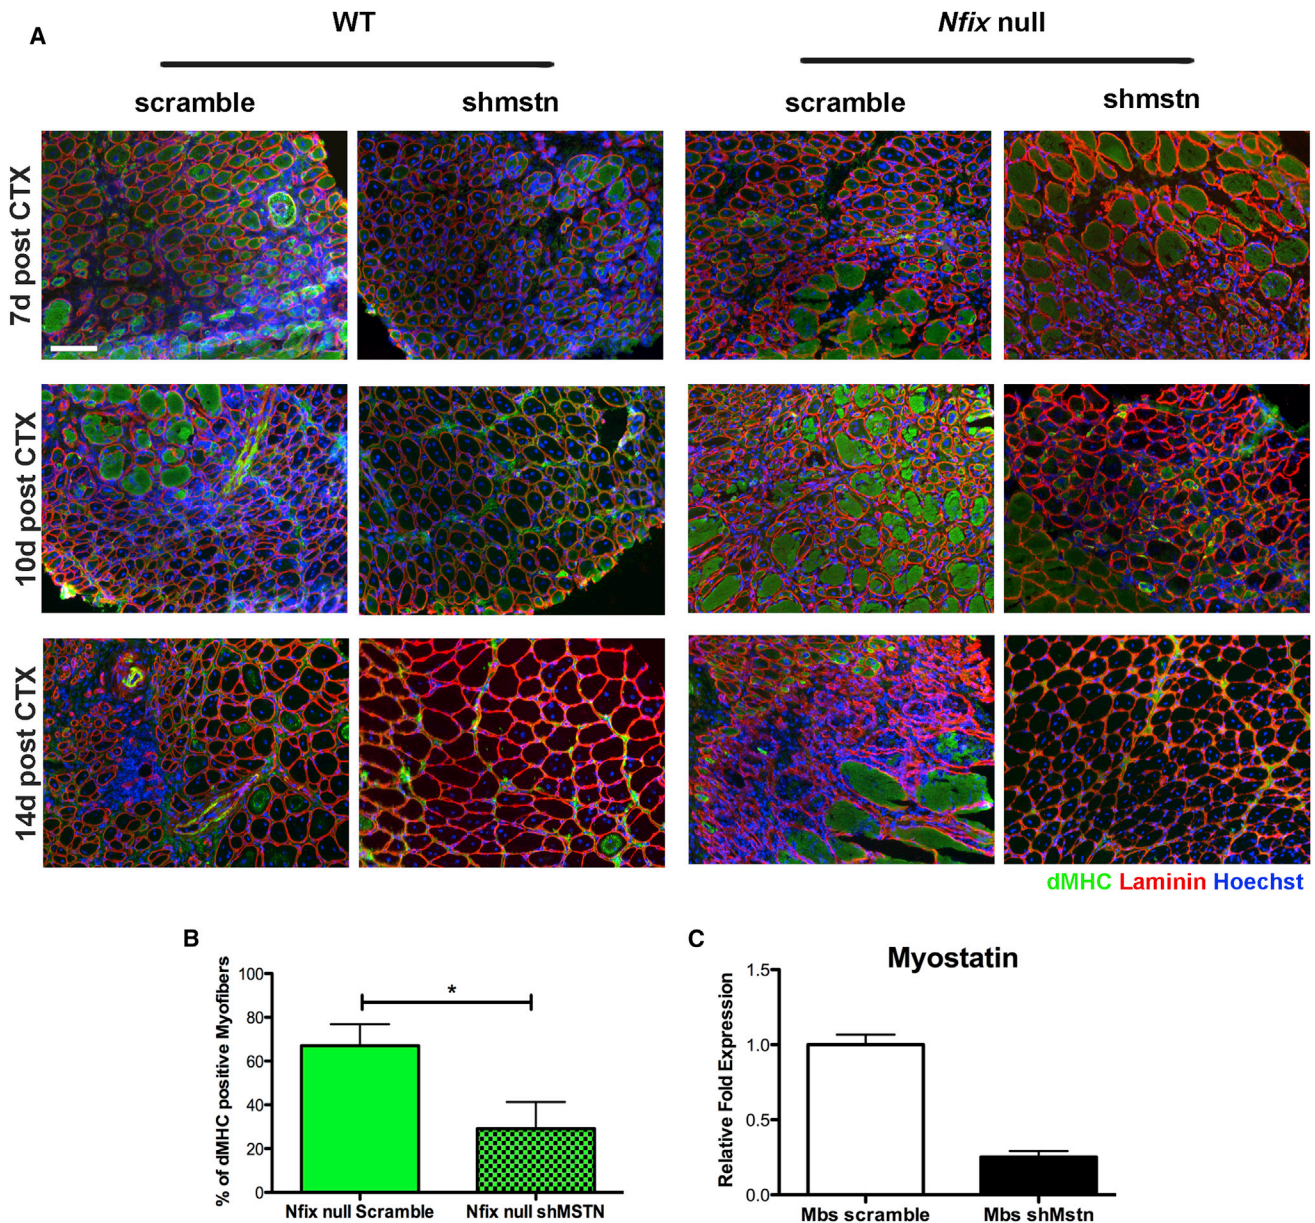 A
WT
Nfix null
scramble
shmstn
scramble
shmstn
7d post CTX
10d post CTX
14d post CTX
dMHC Laminin Hoechst
B
% of dMHC positive Myofibers
100
80
60
40
20
0
*
Nfix null Scramble
Nfix null shMSTN
C
Myostatin
Relative Fold Expression
1.5
1.0
0.5
0.0
Mbs scramble
Mbs shMstn